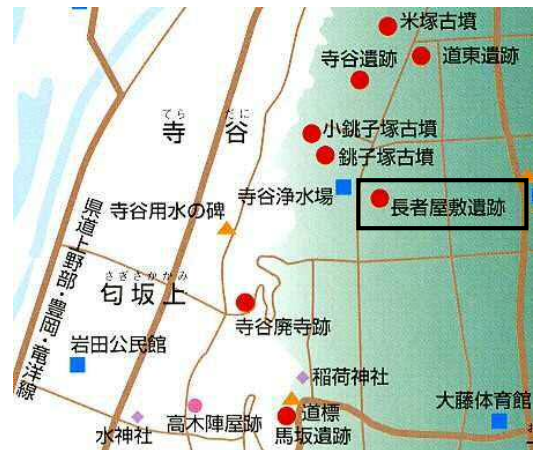 米塚古墳
寺谷遺跡
道東遺跡
てら だに
寺谷
小銚子塚古墳
銚子塚古墳
寺谷浄水場
長者屋敷遺跡
寺谷用水の碑
県道上野部・豊岡・竜洋線
さぎさかかみ
匂坂上
寺谷廃寺跡
岩田公民館
稲荷神社
大藤体育館
高木陣屋跡
道標
水神社
馬坂遺跡